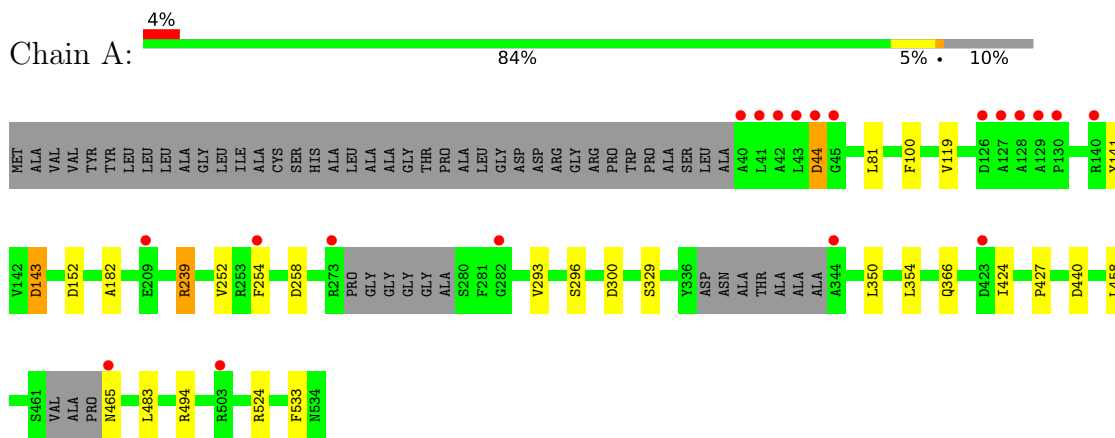 4%
Chain A:
84% 5% • 10%
MET ALA VAL VAL TYR TYR LEU LEU LEU ALA GLY LEU ILE ALA CYS SER HIS ALA LEU ALA ALA GLY THR PRO ALA LEU GLY ASP ASP ARG GLY ARG PRO TRP PRO ALA SER LEU ALA A40 L41 A42 L43 D44 G45 L81 F100 V119 D126 A127 A128 A129 P130 R140 Y141
V142 D143 D152 A182 E209 R239 V252 R253 F254 D258 R273 PRO GLY GLY GLY GLY ALA S280 F281 G282 V293 S296 D300 S329 Y336 ASP ASN ALA THR ALA ALA ALA A344 L350 L354 Q366 D423 I424 P427 D440 L458
S461 VAL ALA PRO N465 L483 R494 R503 R524 F533 N534